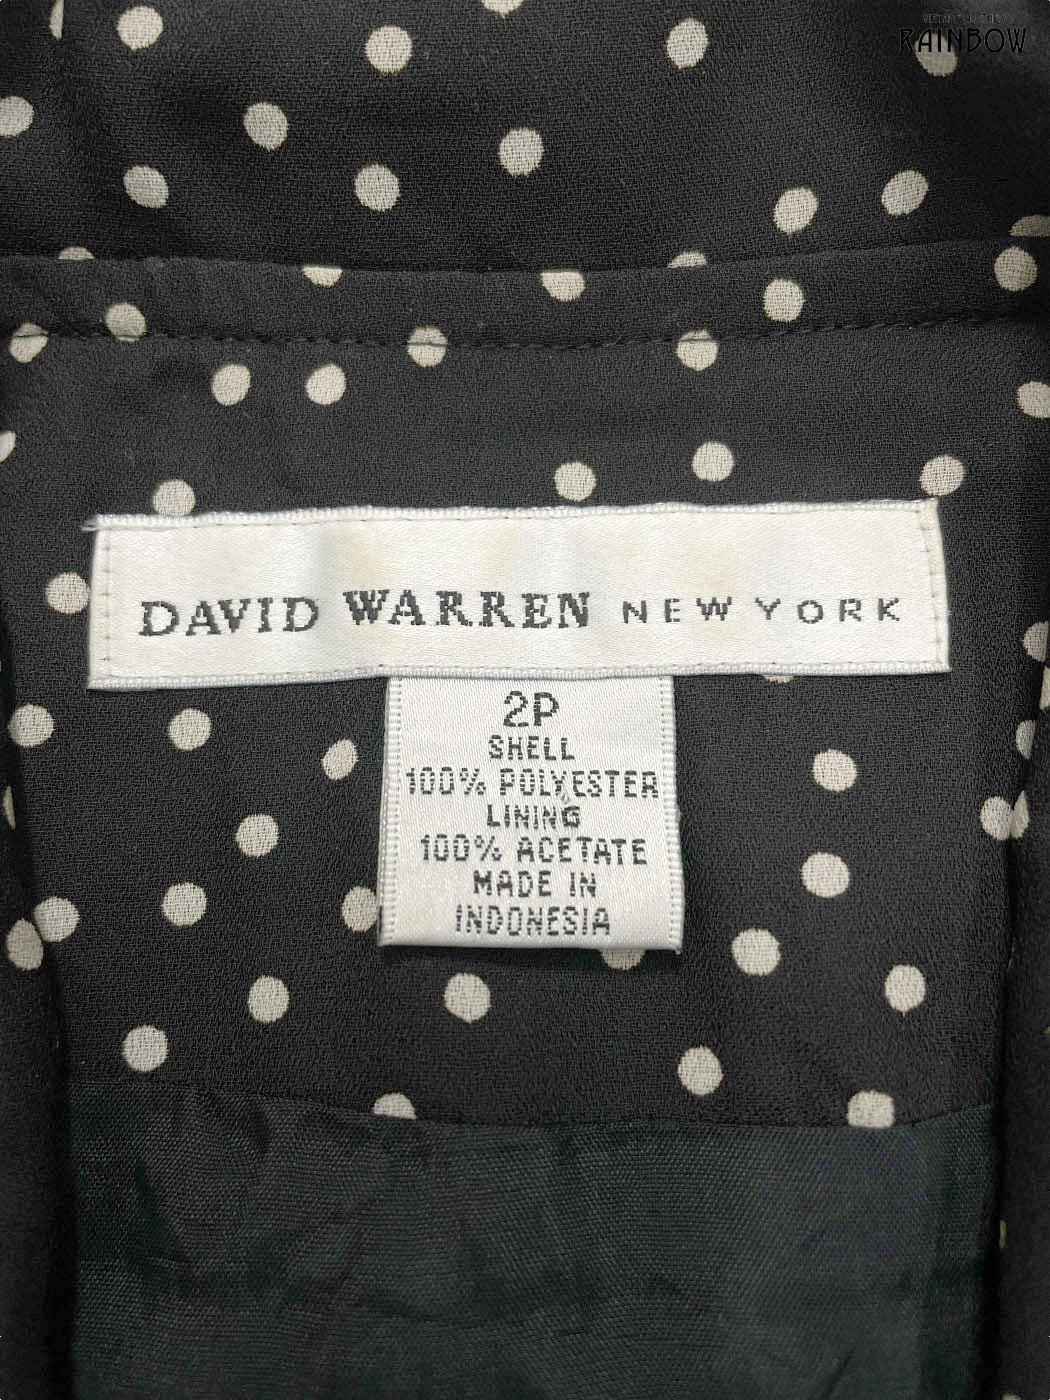 RAINBOW
DAVID WARREN NEW YORK
2P
SHELL
100% POLYESTER
LINING
100% ACETATE
MADE IN
INDONESIA